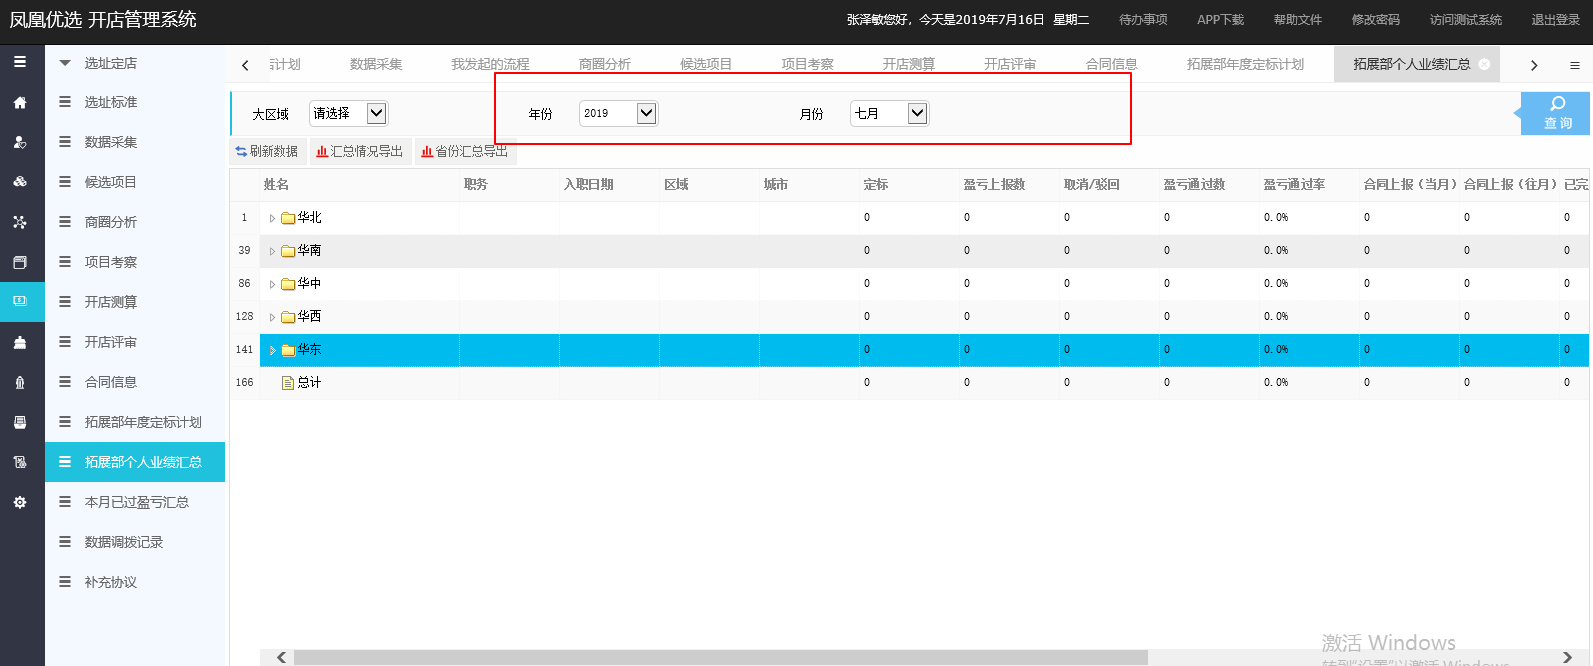 凤凰优选 开店管理系统
张泽敏您好，今天是2019年7月16日 星期二 待办事项 APP下载 帮助文件 修改密码 访问测试系统 退出登录
选址定店
选址标准
数据采集
候选项目
商圈分析
项目考察
开店测算
开店评审
合同信息
拓展部年度定标计划
拓展部个人业绩汇总
本月已过盈亏汇总
数据调拨记录
补充协议
计划 数据采集 我发起的流程 商圈分析 候选项目 项目考察 开店测算 开店评审 合同信息 拓展部年度定标计划 拓展部个人业绩汇总
大区域 请选择 年份 2019 月份 七月 查询
刷新数据 汇总情况导出 省份汇总导出
姓名 职务 入职日期 区域 城市 定标 盈亏上报数 取消/驳回 盈亏通过数 盈亏通过率 合同上报（当月） 合同上报（往月） 已完
1 华北 0 0 0 0 0.0% 0 0 0
39 华南 0 0 0 0 0.0% 0 0 0
86 华中 0 0 0 0 0.0% 0 0 0
128 华西 0 0 0 0 0.0% 0 0 0
141 华东 0 0 0 0 0.0% 0 0 0
166 总计 0 0 0 0 0.0% 0 0 0
激活 Windows
转到"设置"以激活 Windows